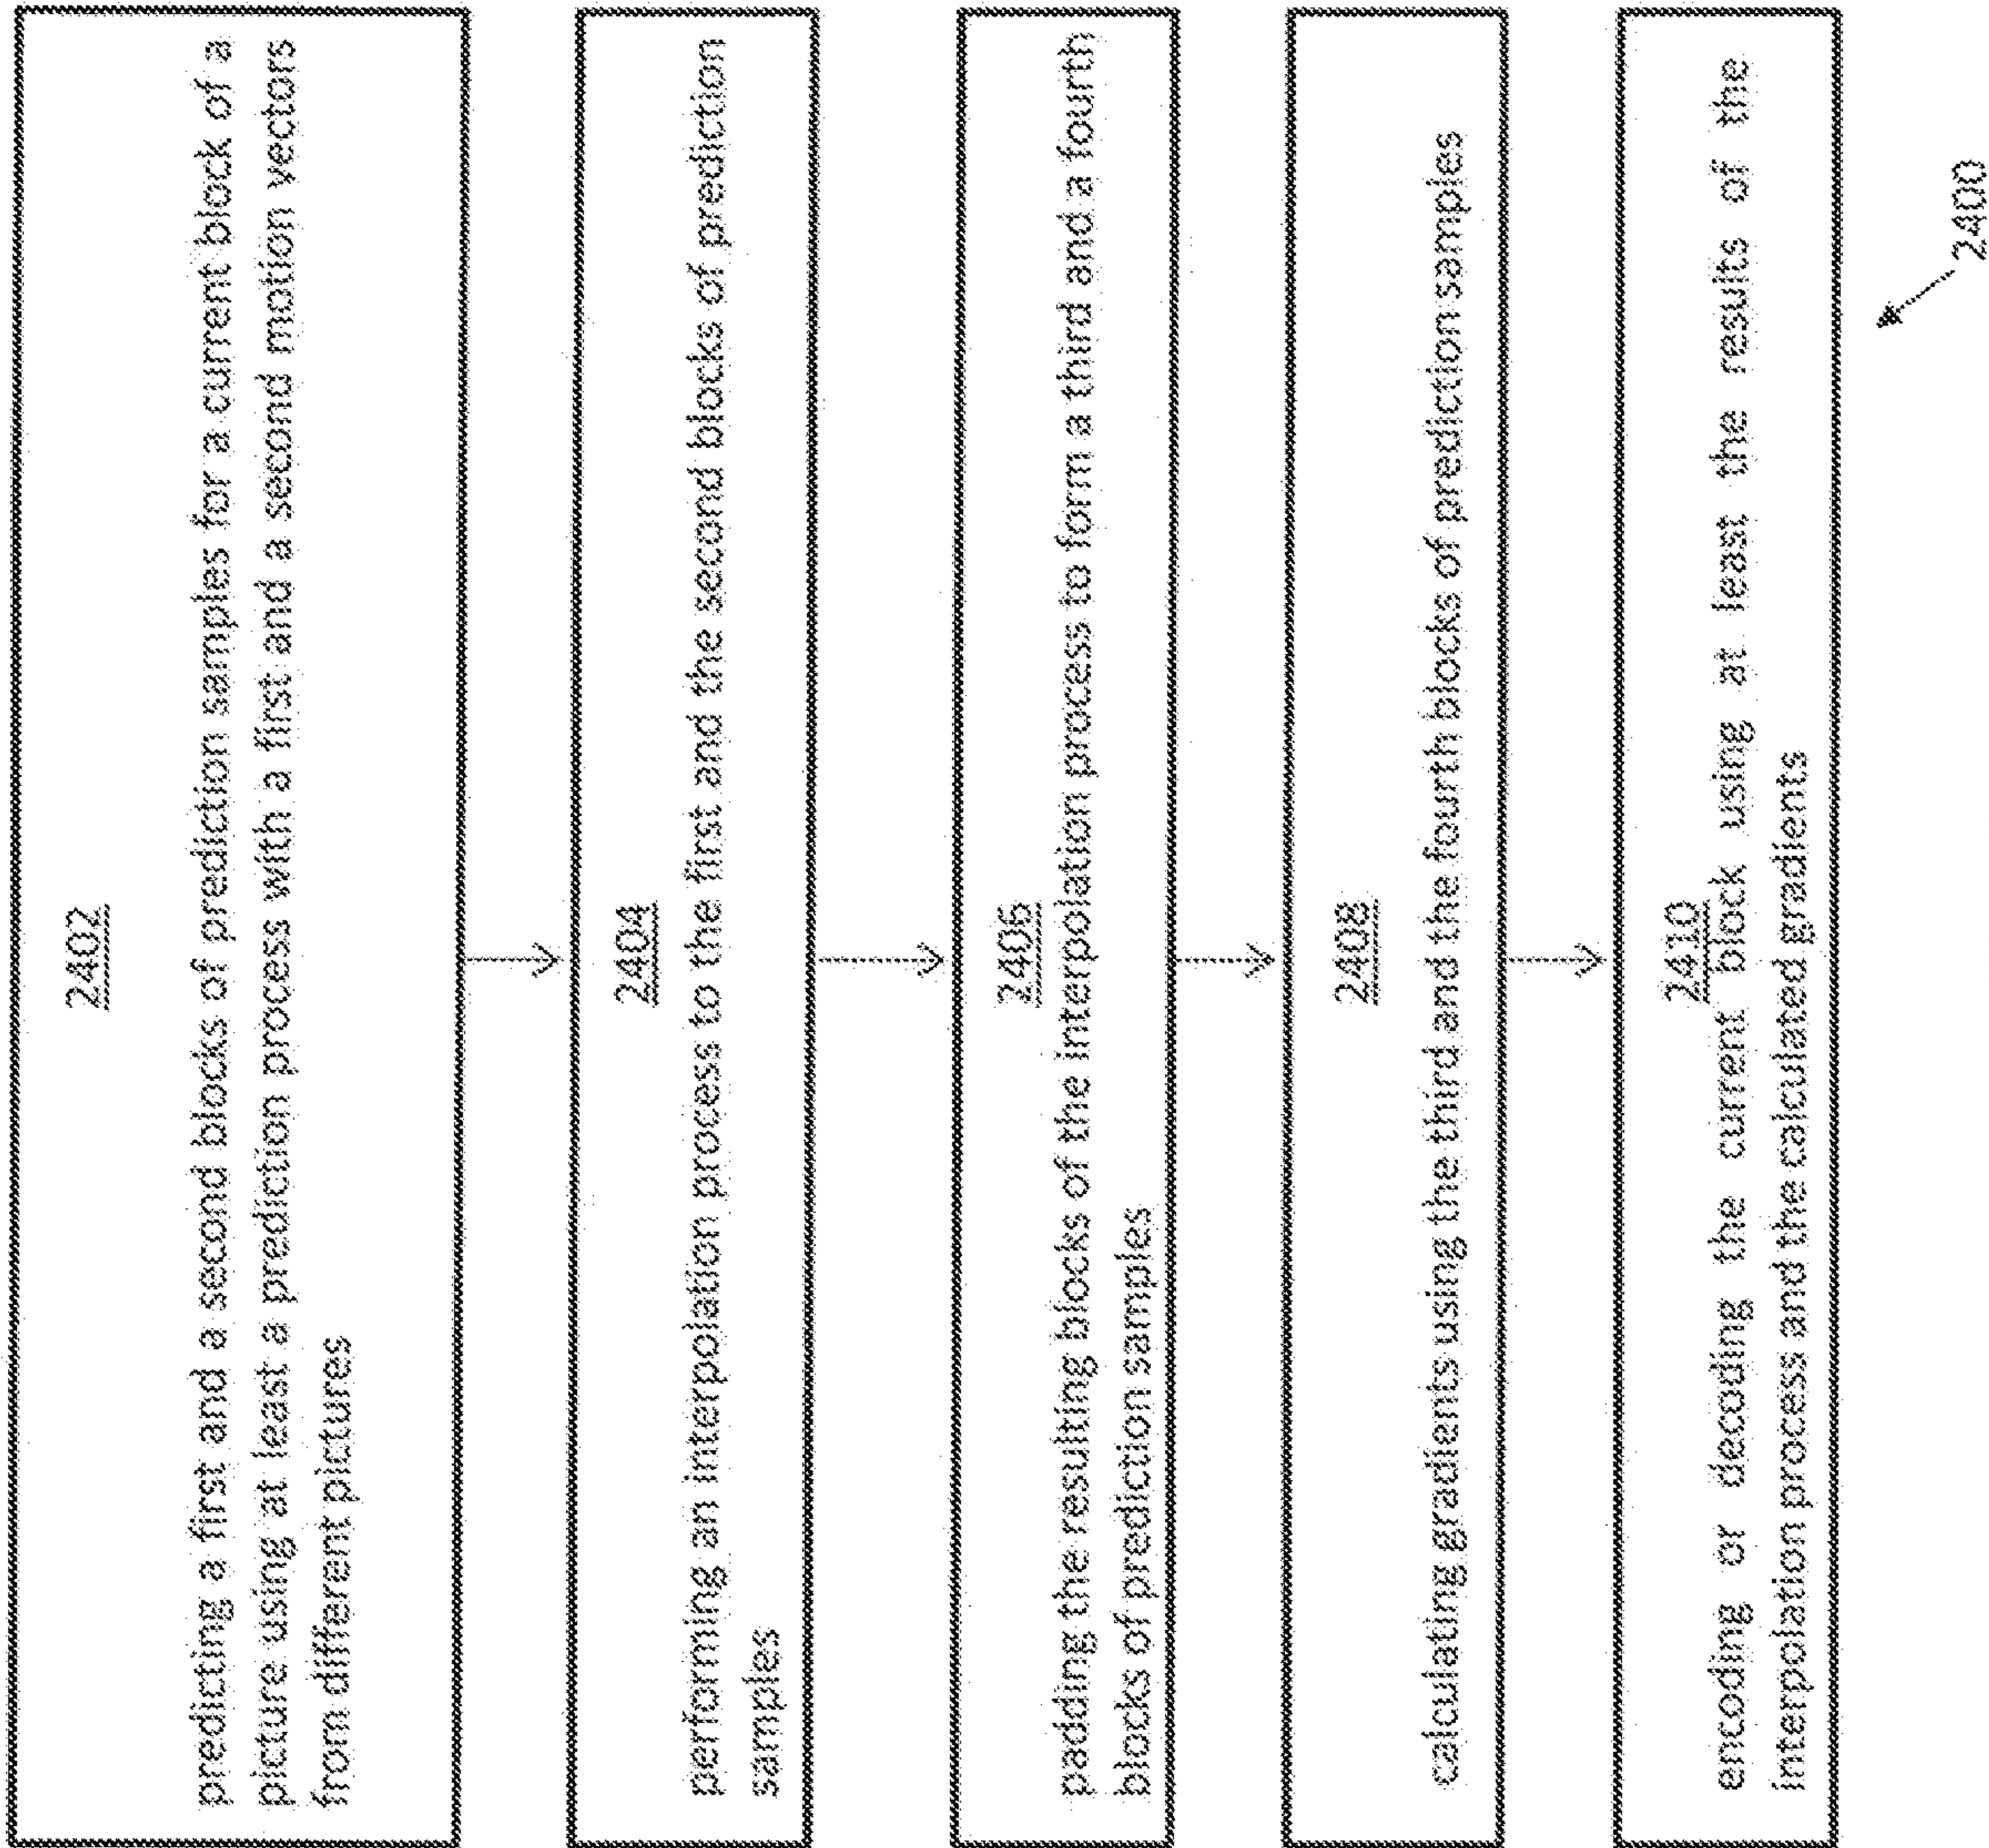 2402
predicting a first and a second blocks of prediction samples for a current block of a
picture using at least a prediction process with a first and a second motion vectors
from different pictures
2404
performing an interpolation process to the first and the second blocks of prediction
samples
2406
padding the resulting blocks of the interpolation process to form a third and a fourth
blocks of prediction samples
2408
calculating gradients using the third and the fourth blocks of prediction samples
2410
encoding or decoding the current block using at least the results of the
interpolation process and the calculated gradients
2400